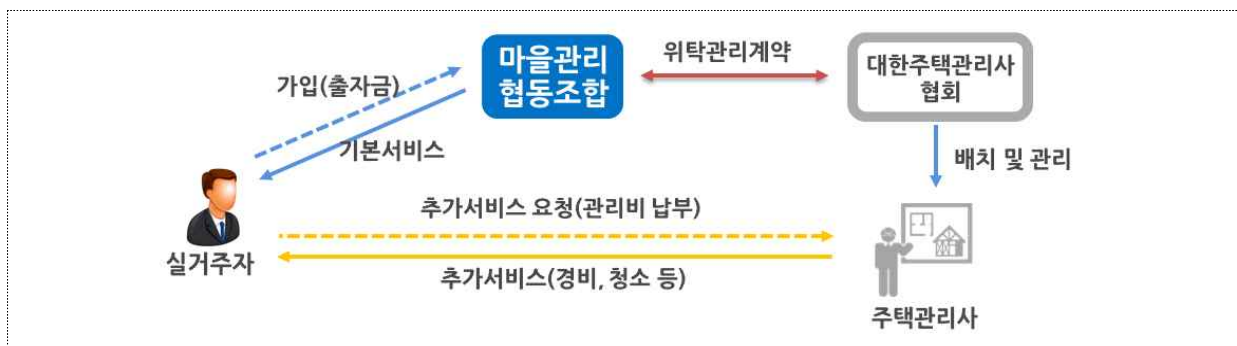 마을관리
협동조합
위탁관리계약
대한주택관리사
협회
가입(출자금)
기본서비스
배치 및 관리
추가서비스 요청(관리비 납부)
실거주자
추가서비스(경비, 청소 등)
주택관리사